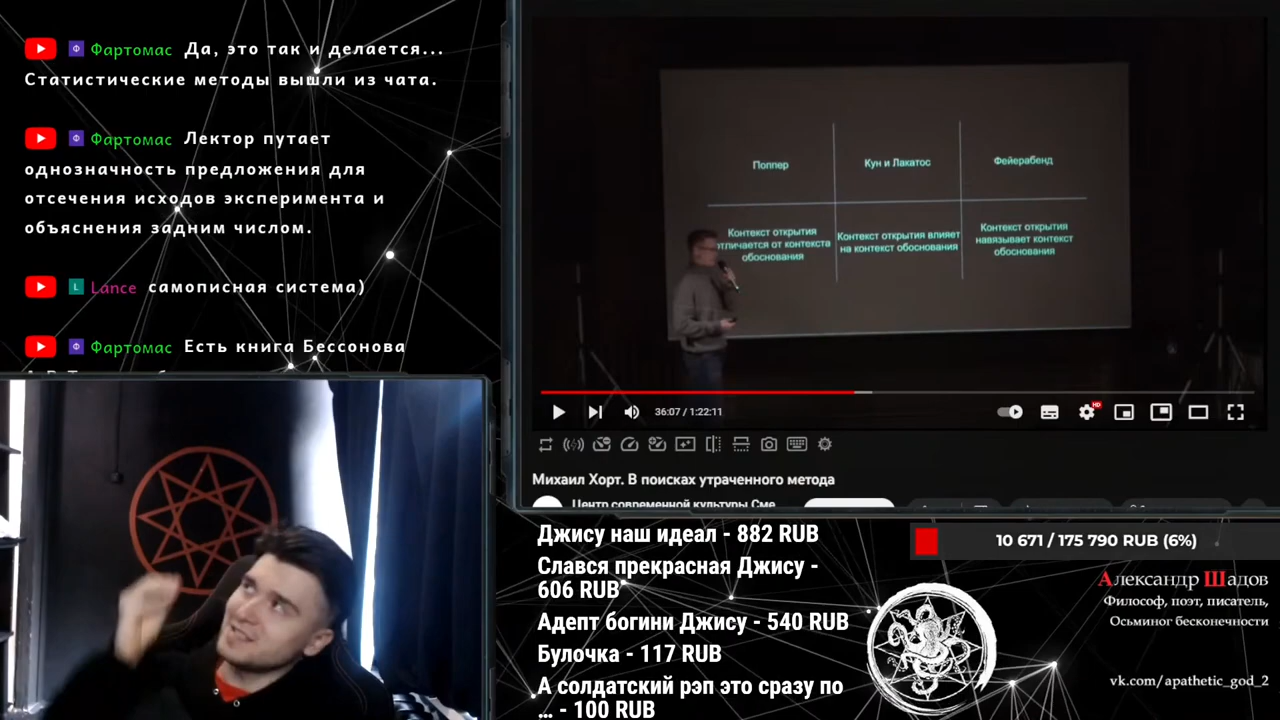 Фартомас Да, это так и делается...
Статистические методы вышли из чата.
Фартомас Лектор путает
однозначность предложения для
отсечения исходов эксперимента и
объяснения задним числом.
L Lance самописная система)
Фартомас Есть книга Бессонова
Поппер
Кун и Лакатос
Фейерабенд
Контекст открытия
отличается от контекста
обоснования
Контекст открытия влияет
на контекст обоснования
Контекст открытия
навязывает контекст
обоснования
36:07 / 1:22:11
HD
Михаил Хорт. В поисках утраченного метода
Центр современной культуры Сме
Джису наш идеал - 882 RUB
Слався прекрасная Джису -
606 RUB
Адепт богини Джису - 540 RUB
Булочка - 117 RUB
А солдатский рэп это сразу по
... - 100 RUB
10 671 / 175 790 RUB (6%)
Александр Шадов
Философ, поэт, писатель,
Осьминог бесконечности
vk.com/apathetic_god_2